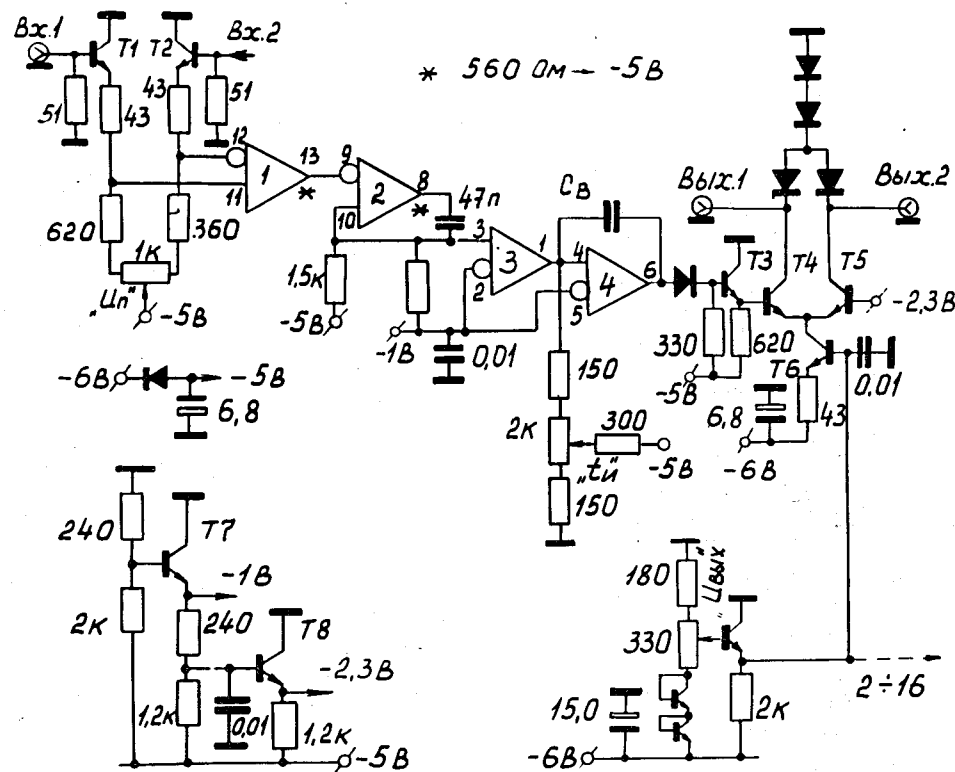 Вх.1
Т1
Т2
Вх.2
* 560 Ом – -5В
51
43
43
51
12
11
1
13
*
9
10
2
8
*
47п
620
360
1к
„Uп"
-5В
1,5к
-5В
-1В
0,01
3
2
3
1
Св
4
5
4
6
Вых.1
Вых.2
Т3
Т4
Т5
-2,3В
330
620
-5В
Т6
0,01
6,8
43
-6В
150
2к
300
-5В
„tи"
150
-6В
-5В
6,8
240
Т7
-1В
2к
240
Т8
-2,3В
1,2к
0,01
1,2к
-5В
180
„Uвых"
330
2÷16
15,0
2к
-6В